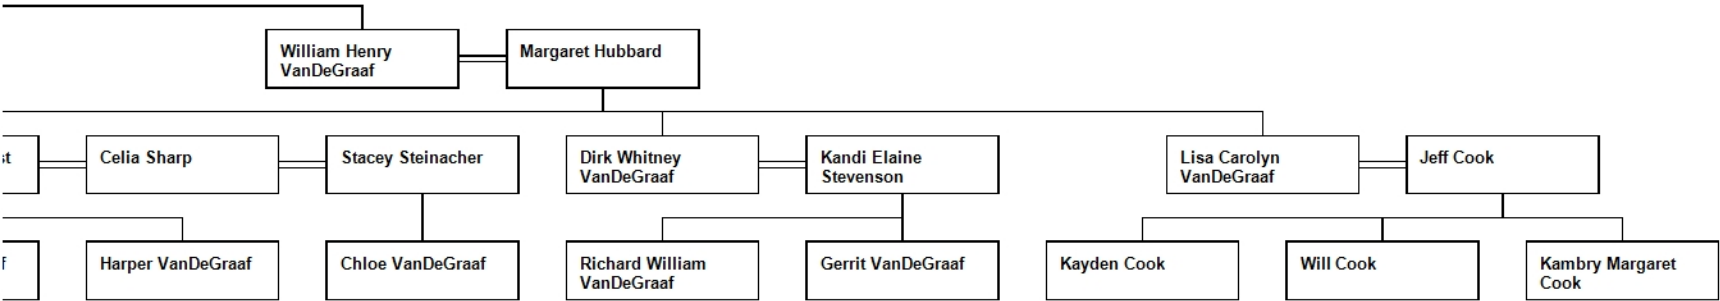 William Henry
VanDeGraaf
Margaret Hubbard
st
Celia Sharp
Stacey Steinacher
Dirk Whitney
VanDeGraaf
Kandi Elaine
Stevenson
Lisa Carolyn
VanDeGraaf
Jeff Cook
f
Harper VanDeGraaf
Chloe VanDeGraaf
Richard William
VanDeGraaf
Gerrit VanDeGraaf
Kayden Cook
Will Cook
Kambry Margaret
Cook